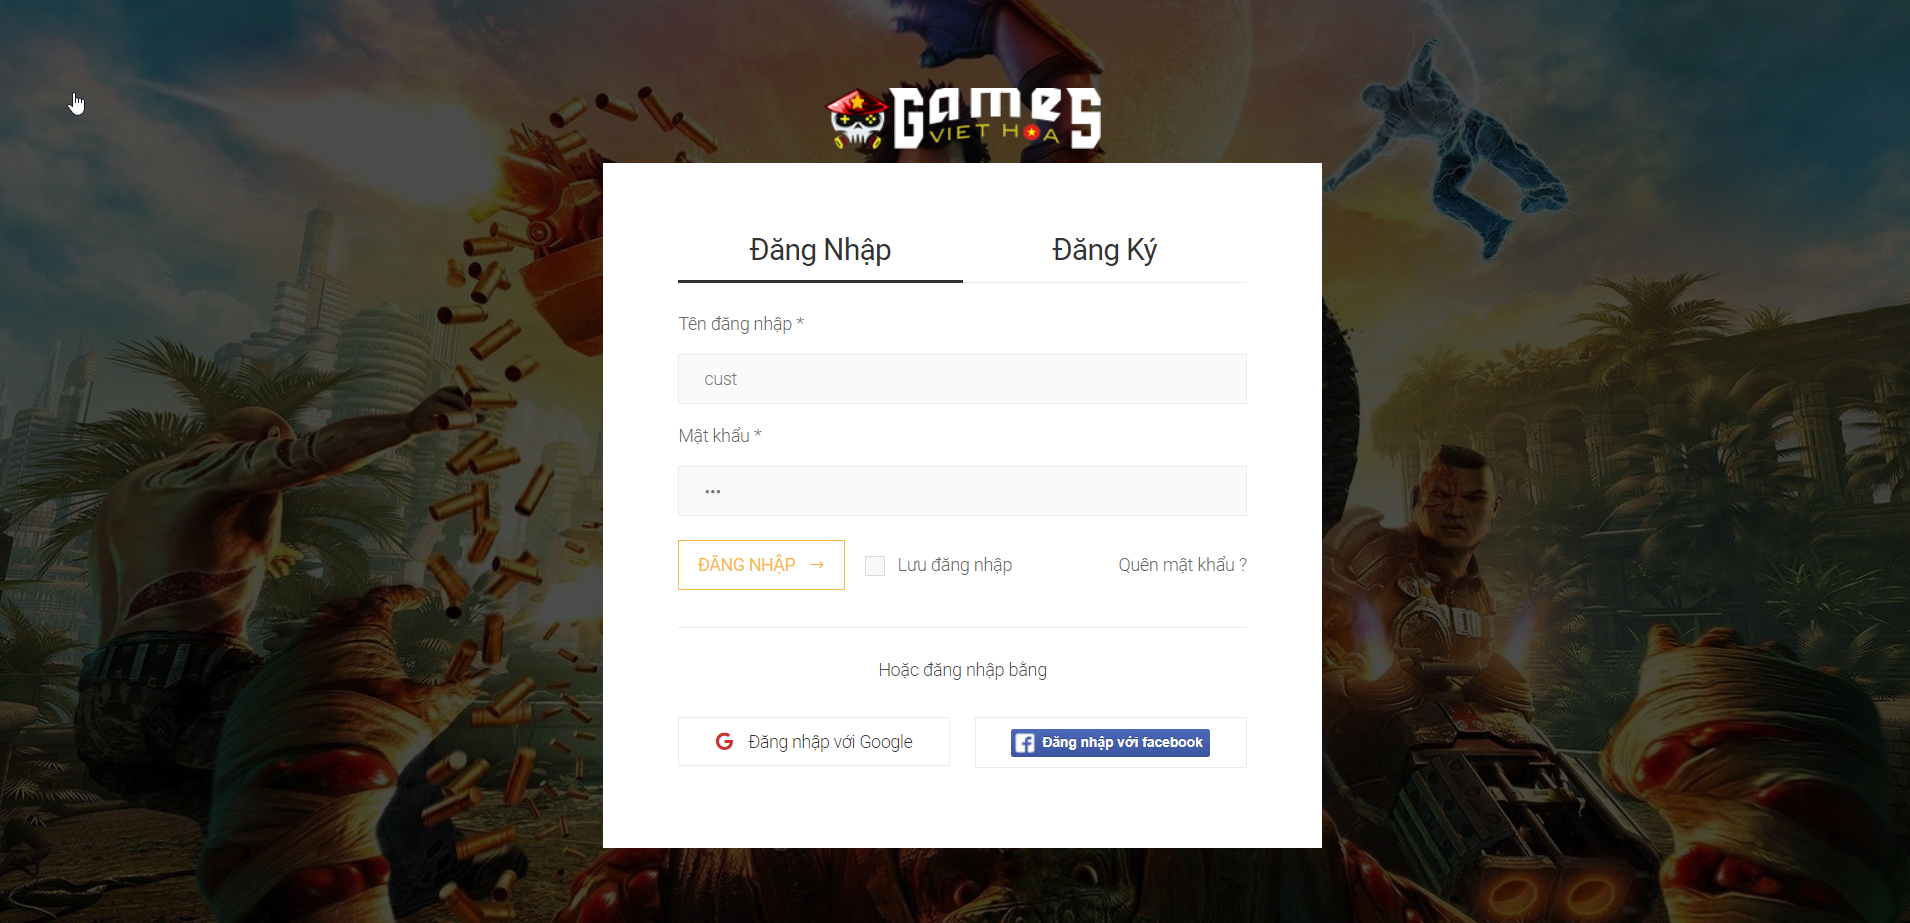 GameS
VIET HOA
Đăng Nhập Đăng Ký
Tên đăng nhập *
cust
Mật khẩu *
•••
ĐĂNG NHẬP → Lưu đăng nhập Quên mật khẩu ?
Hoặc đăng nhập bằng
G Đăng nhập với Google f Đăng nhập với facebook